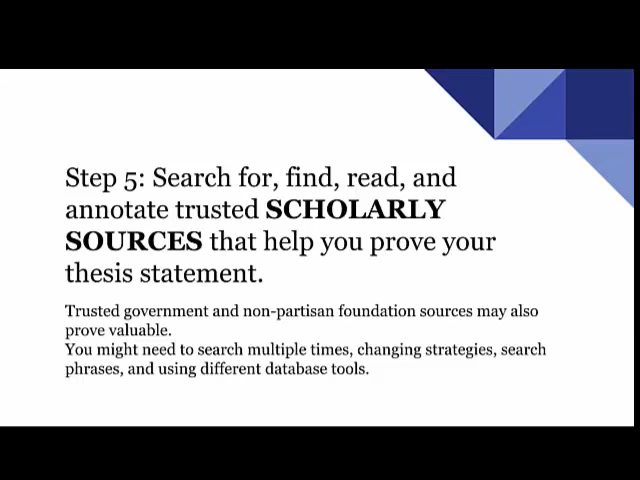 Step 5: Search for, find, read, and
annotate trusted SCHOLARLY
SOURCES that help you prove your
thesis statement.
Trusted government and non-partisan foundation sources may also
prove valuable.
You might need to search multiple times, changing strategies, search
phrases, and using different database tools.